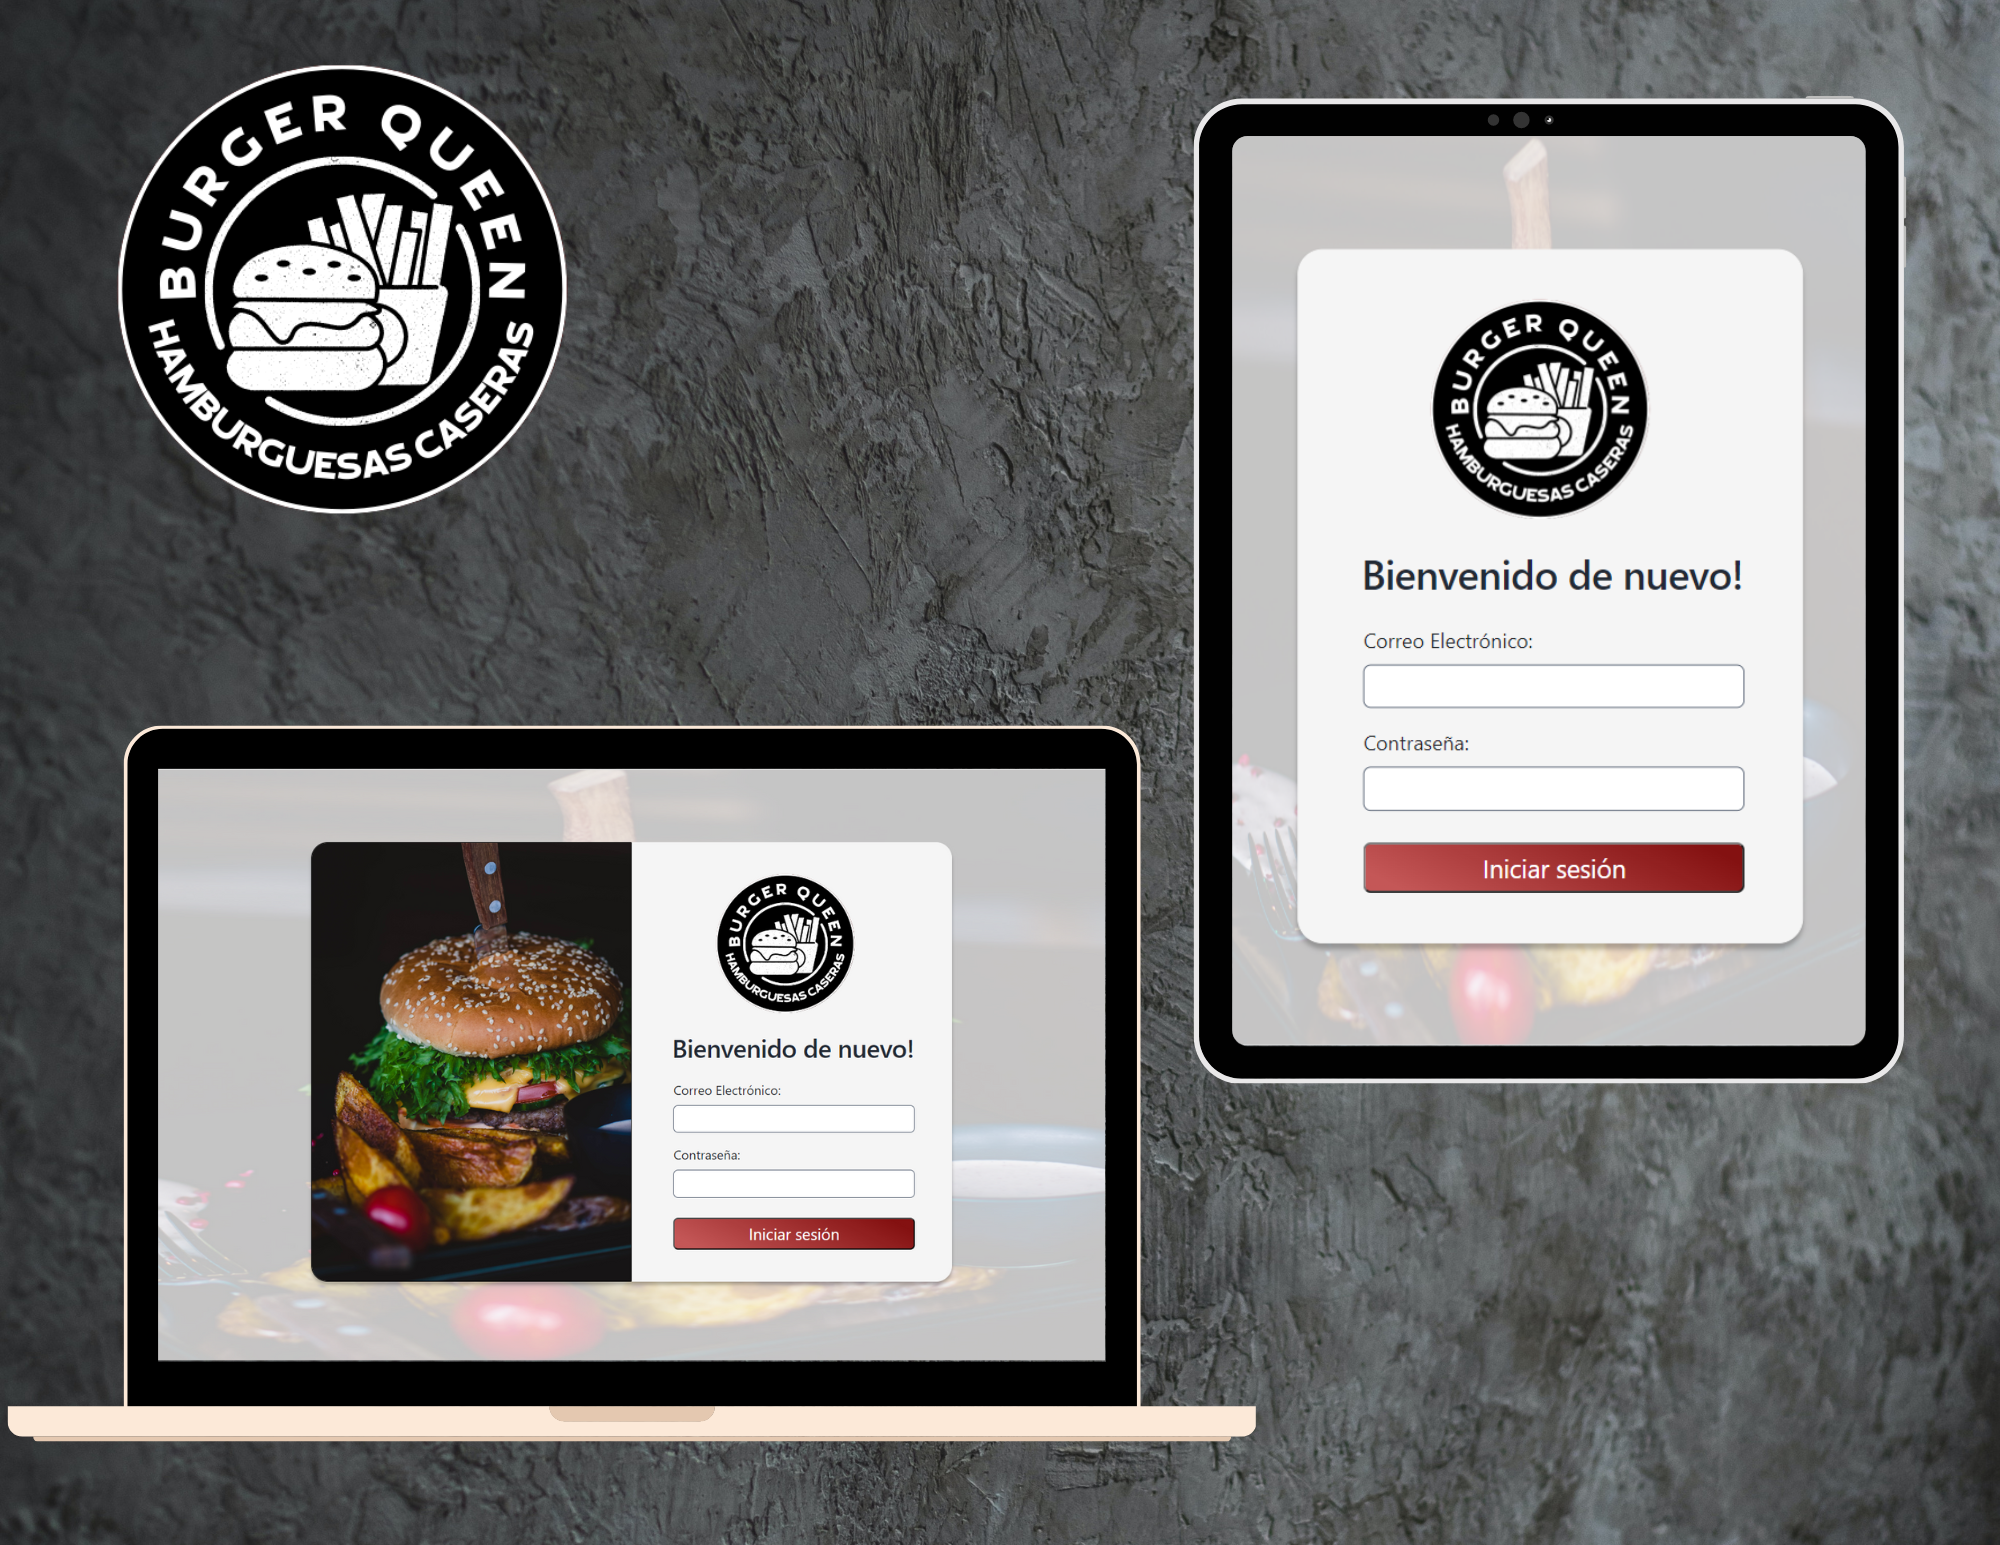 BURGER QUEEN
HAMBURGUESAS CASERAS
BURGER QUEEN
HAMBURGUESAS CASERAS
Bienvenido de nuevo!
Correo Electrónico:
Contraseña:
Iniciar sesión
BURGER QUEEN
HAMBURGUESAS CASERAS
Bienvenido de nuevo!
Correo Electrónico:
Contraseña:
Iniciar sesión